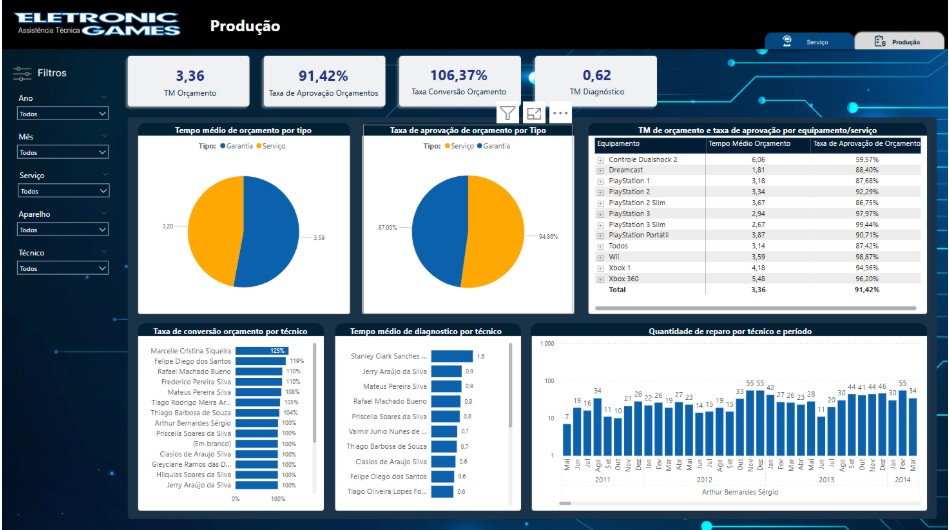 ELETRONIC
Assistência Técnica GAMES
Produção
Serviço
Produção
Filtros
Ano
Todos
Mês
Todos
Serviço
Todos
Aparelho
Todos
Técnico
Todos
3,36
TM Orçamento
91,42%
Taxa de Aprovação Orçamentos
106,37%
Taxa Conversão Orçamento
0,62
TM Diagnóstico
Tempo médio de orçamento por tipo
Tipo: Garantia Serviço
3,20
3,59
Taxa de aprovação de orçamento por Tipo
Tipo: Serviço Garantia
87,00%
94,86%
TM de orçamento e taxa de aprovação por equipamento/serviço
Equipamento Tempo Médio Orçamento Taxa de Aprovação de Orçamento
Controle Dualshock 2 6,06 59,57%
Dreamcast 1,81 88,40%
PlayStation 1 3,18 87,68%
PlayStation 2 3,34 92,29%
PlayStation 2 Slim 3,67 86,75%
PlayStation 3 2,94 97,97%
PlayStation 3 Slim 2,67 99,44%
PlayStation Portátil 3,87 90,71%
Todos 3,14 87,42%
Wii 3,59 98,87%
Xbox 1 4,18 94,36%
Xbox 360 5,48 96,20%
Total 3,36 91,42%
Taxa de conversão orçamento por técnico
Marcelle Cristina Siqueira 125%
Felipe Diego dos Santos 119%
Rafael Machado Bueno 110%
Frederico Pereira Silva 110%
Mateus Pereira Silva 108%
Tiago Rodrigo Meira Ar... 105%
Thiago Barbosa de Souza 104%
Arthur Bernardes Sérgio 100%
Priscella Soares da Silva 100%
(Em branco) 100%
Clasios de Araujo Silva 100%
Gleyciane Ramos das D... 100%
Hilquias Soares da Silva 100%
Jerry Araújo da Silva 100%
0% 100%
Tempo médio de diagnostico por técnico
Stanley Clark Sanches ... 1,6
Jerry Araújo da Silva 0,9
Mateus Pereira Silva 0,9
Rafael Machado Bueno 0,8
Priscella Soares da Silva 0,8
Valmir Junio Nunes de ... 0,7
Thiago Barbosa de Souza 0,7
Clasios de Araujo Silva 0,6
Felipe Diego dos Santos 0,6
Tiago Oliveira Lopes Fo... 0,6
Quantidade de reparo por técnico e período
1.000
100
10
1
7 19 16 34 11 10 21 28 22 26 19 27 23 14 15 19 15 33 55 55 42 27 26 23 28 11 20 30 44 41 44 46 30 55 34
Mai Jun Jul Ago Set Out Nov Dez Jan Fev Mar Abr Mai Jun Jul Ago Set Out Nov Dez Jan Fev Mar Abr Mai Jun Jul Ago Set Out Nov Dez Jan Fev Mar
2011 2012 2013 2014
Arthur Bernardes Sérgio